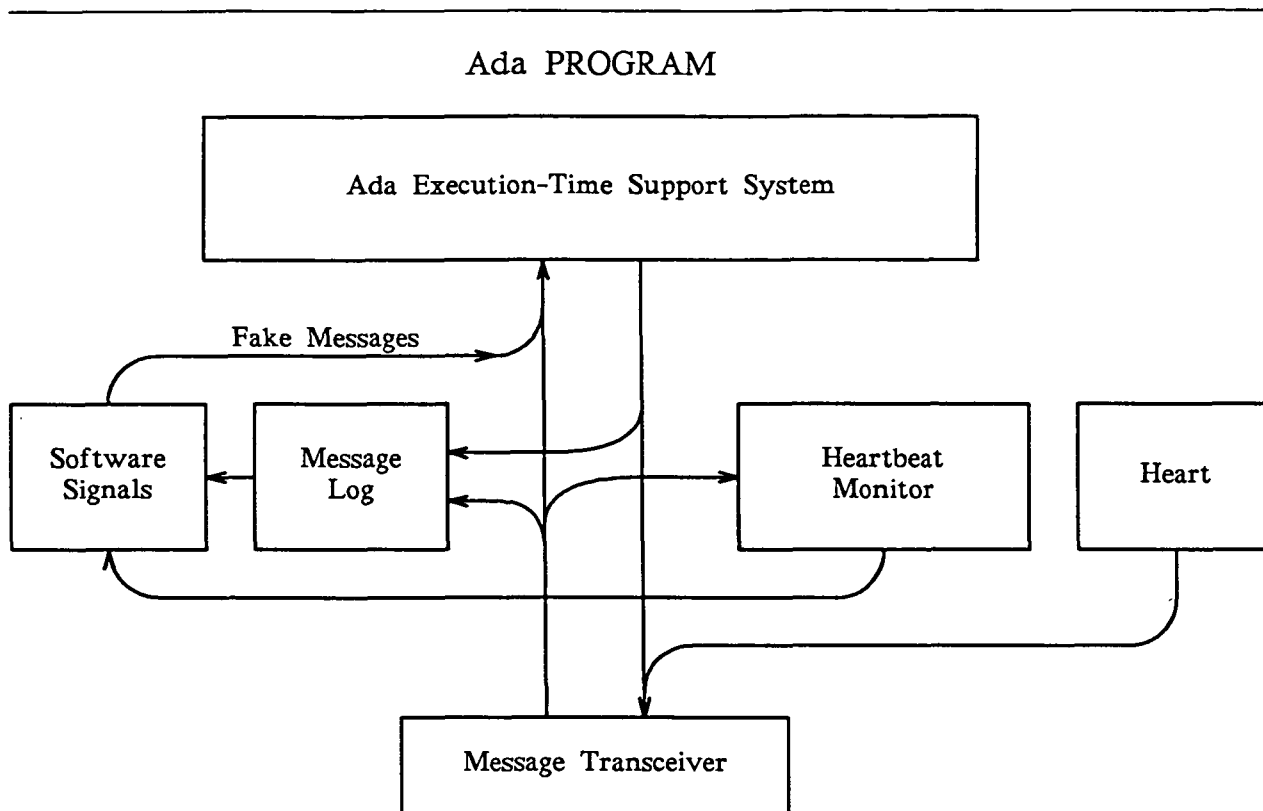 Ada PROGRAM
Ada Execution-Time Support System
Fake Messages
Software
Signals
Message
Log
Heartbeat
Monitor
Heart
Message Transceiver